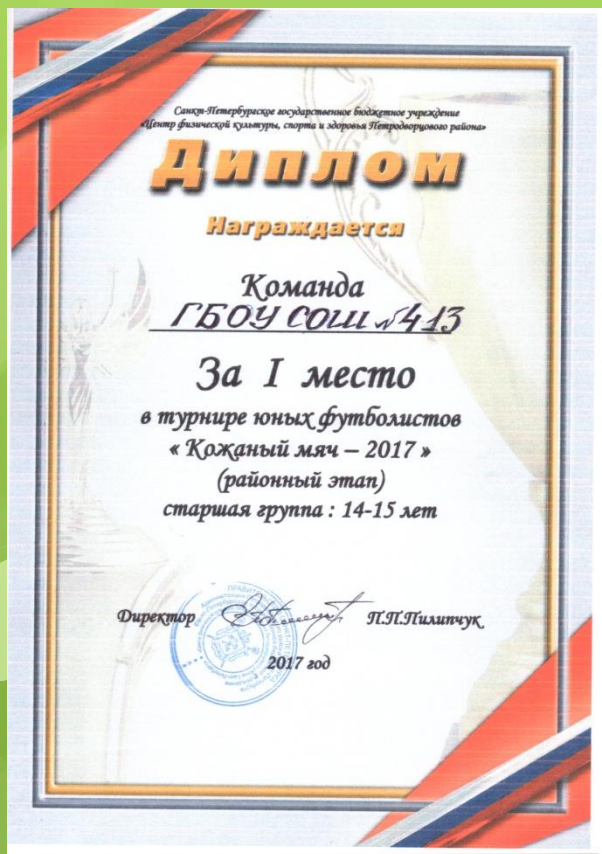 Санкт-Петербургское государственное бюджетное учреждение
«Центр физической культуры, спорта и здоровья Петродворцового района»
Диплом
Награждается
Команда
ГБОУ СОШ №413
За I место
в турнире юных футболистов
« Кожаный мяч – 2017 »
(районный этап)
старшая группа : 14-15 лет
Директор П.П.Пилипчук
2017 год